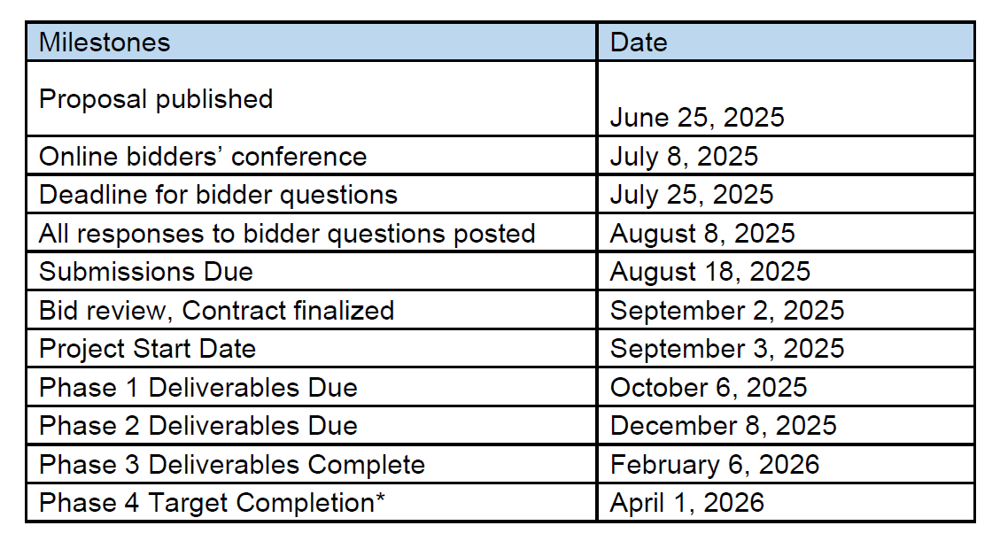 Milestones Date
Proposal published June 25, 2025
Online bidders’ conference July 8, 2025
Deadline for bidder questions July 25, 2025
All responses to bidder questions posted August 8, 2025
Submissions Due August 18, 2025
Bid review, Contract finalized September 2, 2025
Project Start Date September 3, 2025
Phase 1 Deliverables Due October 6, 2025
Phase 2 Deliverables Due December 8, 2025
Phase 3 Deliverables Complete February 6, 2026
Phase 4 Target Completion* April 1, 2026